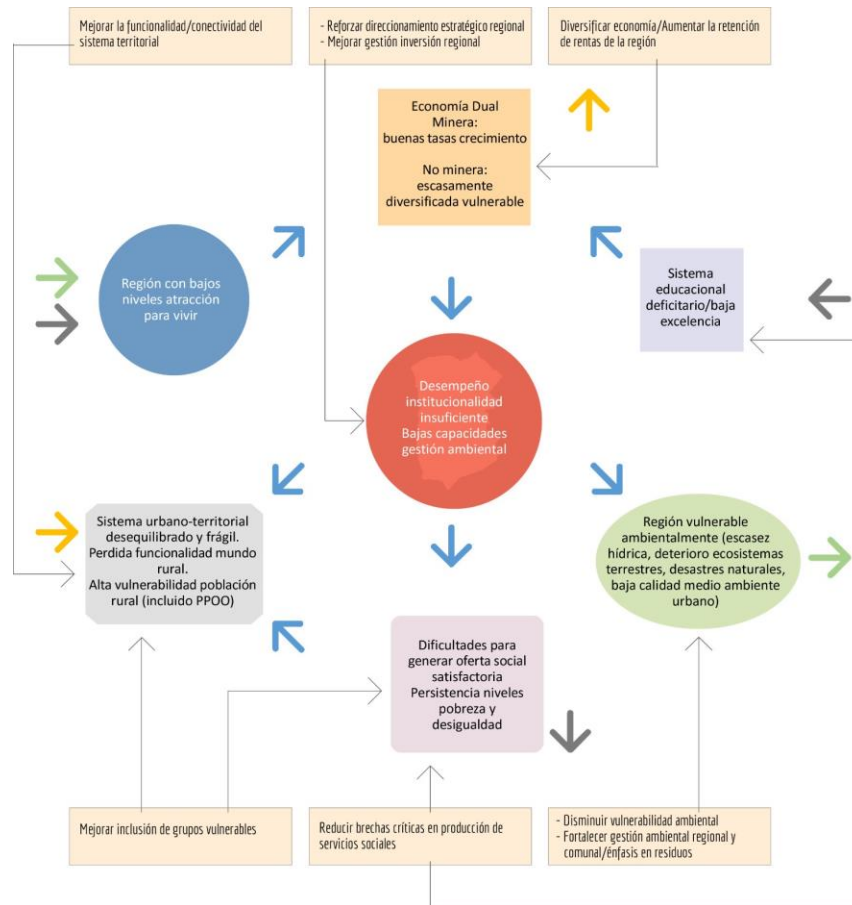 Mejorar la funcionalidad/conectividad del
sistema territorial
- Reforzar direccionamiento estratégico regional
- Mejorar gestión inversión regional
Diversificar economía/Aumentar la retención
de rentas de la región
Economía Dual
Minera:
buenas tasas crecimiento
No minera:
escasamente
diversificada vulnerable
Región con bajos
niveles atracción
para vivir
Sistema
educacional
deficitario/baja
excelencia
Desempeño
institucionalidad
insuficiente
Bajas capacidades
gestión ambiental
Sistema urbano-territorial
desequilibrado y frágil.
Perdida funcionalidad mundo
rural.
Alta vulnerabilidad población
rural (incluido PPOO)
Región vulnerable
ambientalmente (escasez
hídrica, deterioro ecosistemas
terrestres, desastres naturales,
baja calidad medio ambiente
urbano)
Dificultades para
generar oferta social
satisfactoria
Persistencia niveles
pobreza y
desigualdad
Mejorar inclusión de grupos vulnerables
Reducir brechas críticas en producción de
servicios sociales
- Disminuir vulnerabilidad ambiental
- Fortalecer gestión ambiental regional y
comunal/énfasis en residuos